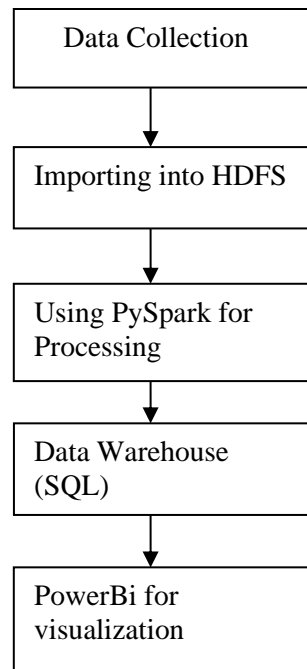 Data Collection
Importing into HDFS
Using PySpark for
Processing
Data Warehouse
(SQL)
PowerBi for
visualization